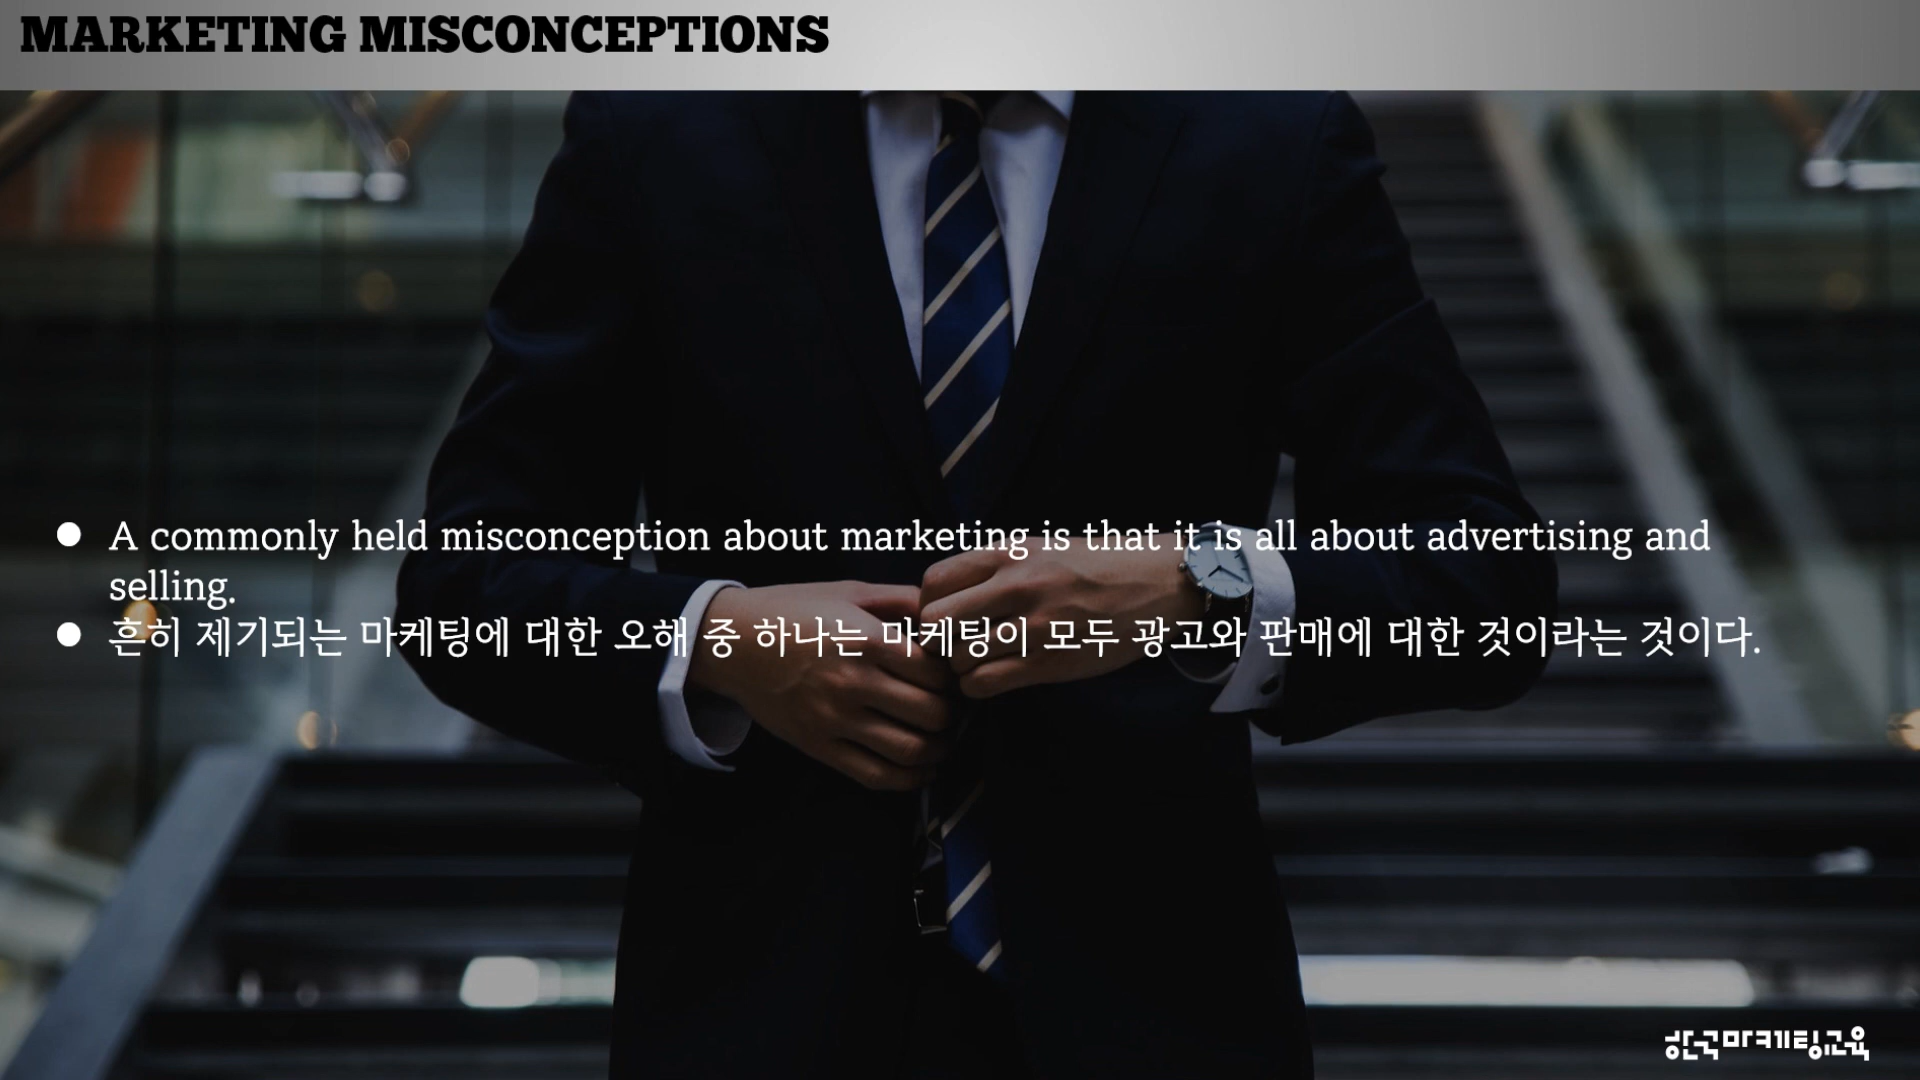 MARKETING MISCONCEPTIONS
● A commonly held misconception about marketing is that it is all about advertising and
selling.
● 흔히 제기되는 마케팅에 대한 오해 중 하나는 마케팅이 모두 광고와 판매에 대한 것이라는 것이다.
한국마케팅교육